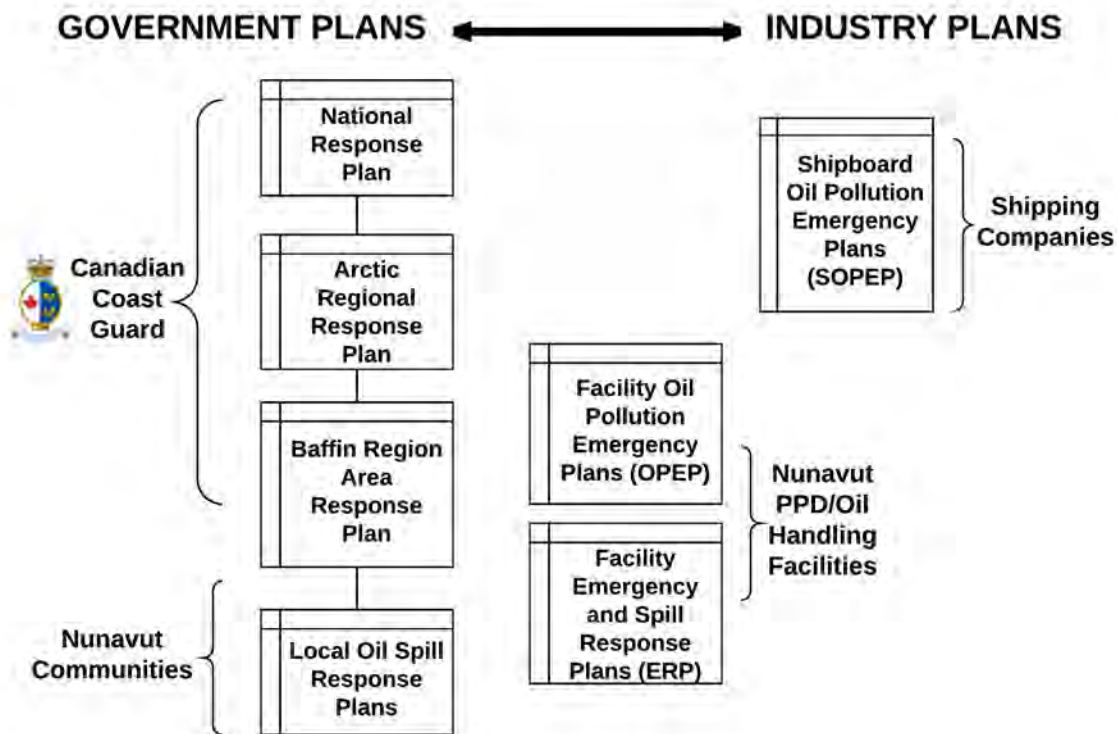 GOVERNMENT PLANS
INDUSTRY PLANS
National
Response
Plan
Arctic
Regional
Response
Plan
Baffin Region
Area
Response
Plan
Local Oil Spill
Response
Plans
Canadian
Coast
Guard
Nunavut
Communities
Facility Oil
Pollution
Emergency
Plans (OPEP)
Facility
Emergency
and Spill
Response
Plans (ERP)
Nunavut
PPD/Oil
Handling
Facilities
Shipboard
Oil Pollution
Emergency
Plans
(SOPEP)
Shipping
Companies